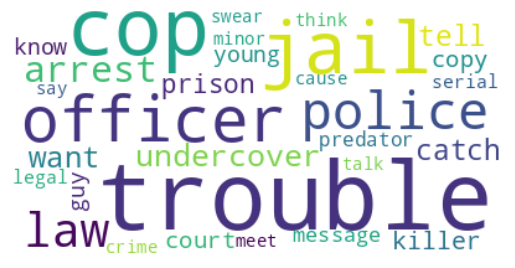 cop
swear
think
jail
tell
know
minor
young
copy
arrest
prison
cause
serial
say
officer
police
want
undercover
predator
catch
legal
guy
talk
trouble
law
crime
court
meet
message
killer